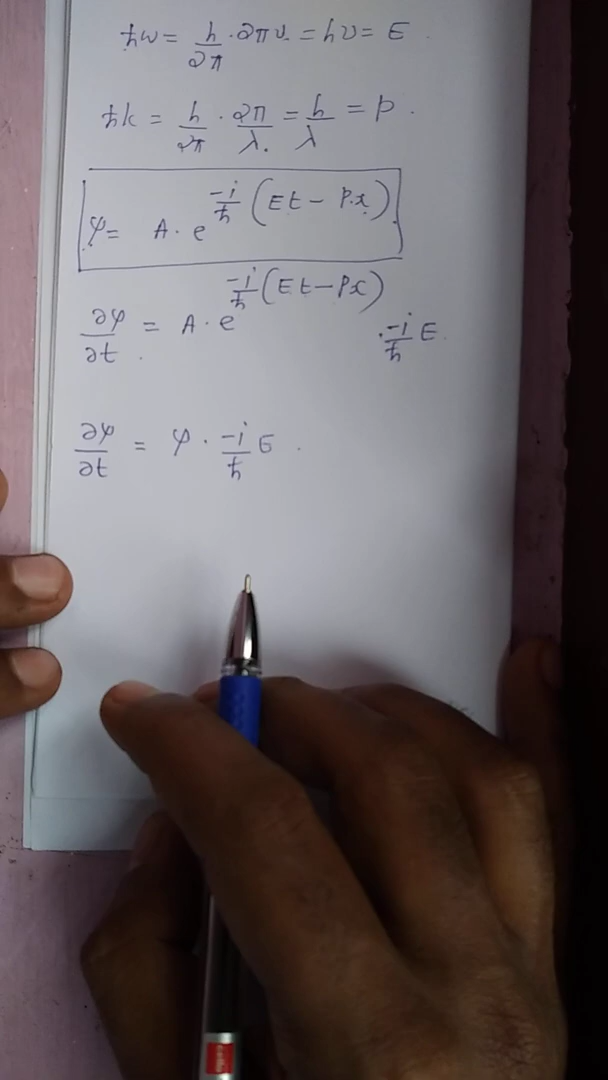 ℏω = h/2π · 2πν = hν = E
ℏk = h/2π · 2π/λ. = h/λ = p .
ψ = A · e^(-i/ℏ (Et - P.x))
∂ψ/∂t . = A · e^(-i/ℏ (Et - Px)) · -i/ℏ E.
∂ψ/∂t = ψ · -i/ℏ E .